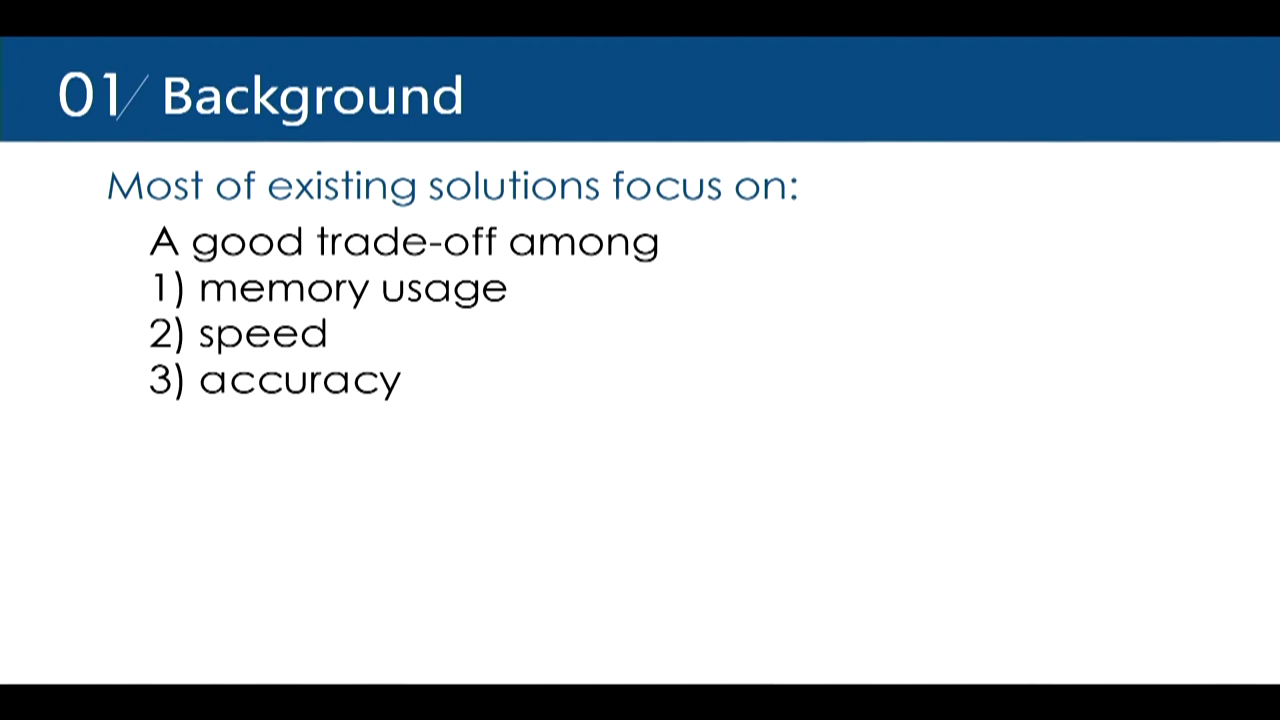 01/ Background
Most of existing solutions focus on:
A good trade-off among
1) memory usage
2) speed
3) accuracy